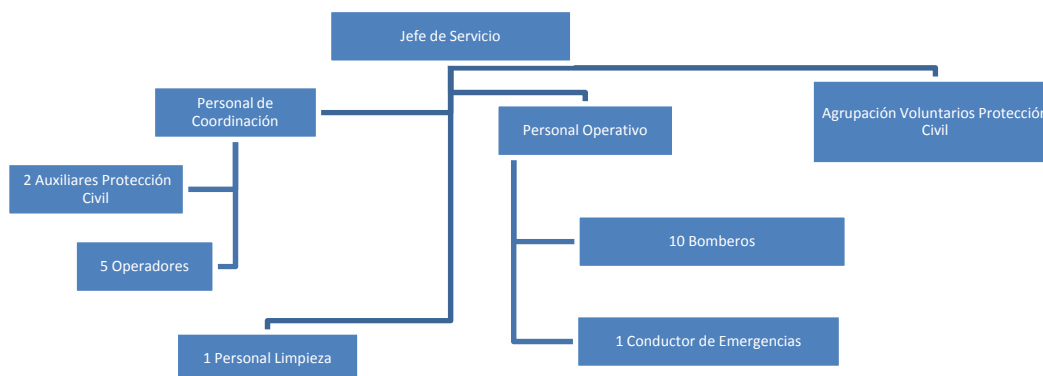 Jefe de Servicio
Personal de
Coordinación
Personal Operativo
Agrupación Voluntarios Protección
Civil
2 Auxiliares Protección
Civil
5 Operadores
10 Bomberos
1 Personal Limpieza
1 Conductor de Emergencias